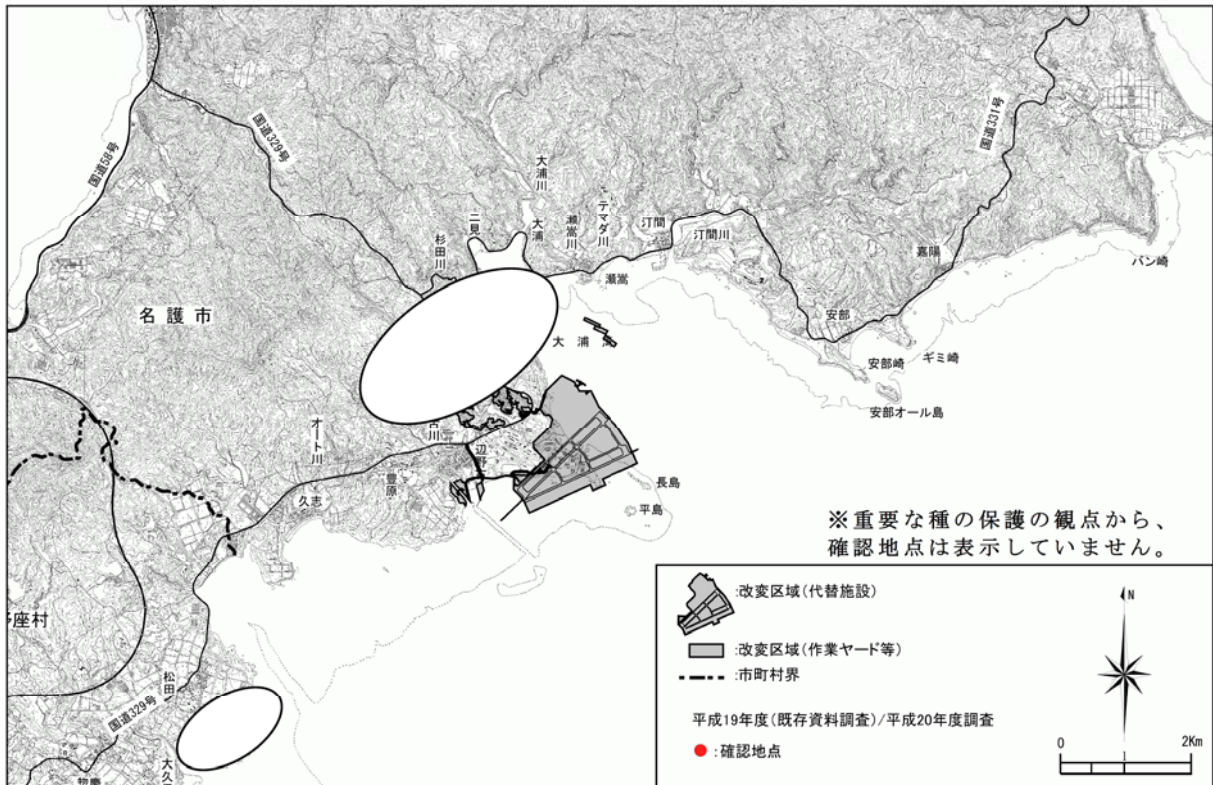 国道58号
国道329号
国道331号
大浦川
二見
大浦
杉田川
瀬嵩川
テマダ川
汀間
汀間川
瀬嵩
嘉陽
バン崎
名護市
大浦
安部
安部崎
ギミ崎
安部オール島
オート川
古川
辺野
久志
豊原
長島
平島
※重要な種の保護の観点から、
確認地点は表示していません。
座村
松田
国道329号
惣慶
大久
:改変区域(代替施設)
:改変区域(作業ヤード等)
:市町村界
平成19年度(既存資料調査)/平成20年度調査
:確認地点
N
0 1 2Km